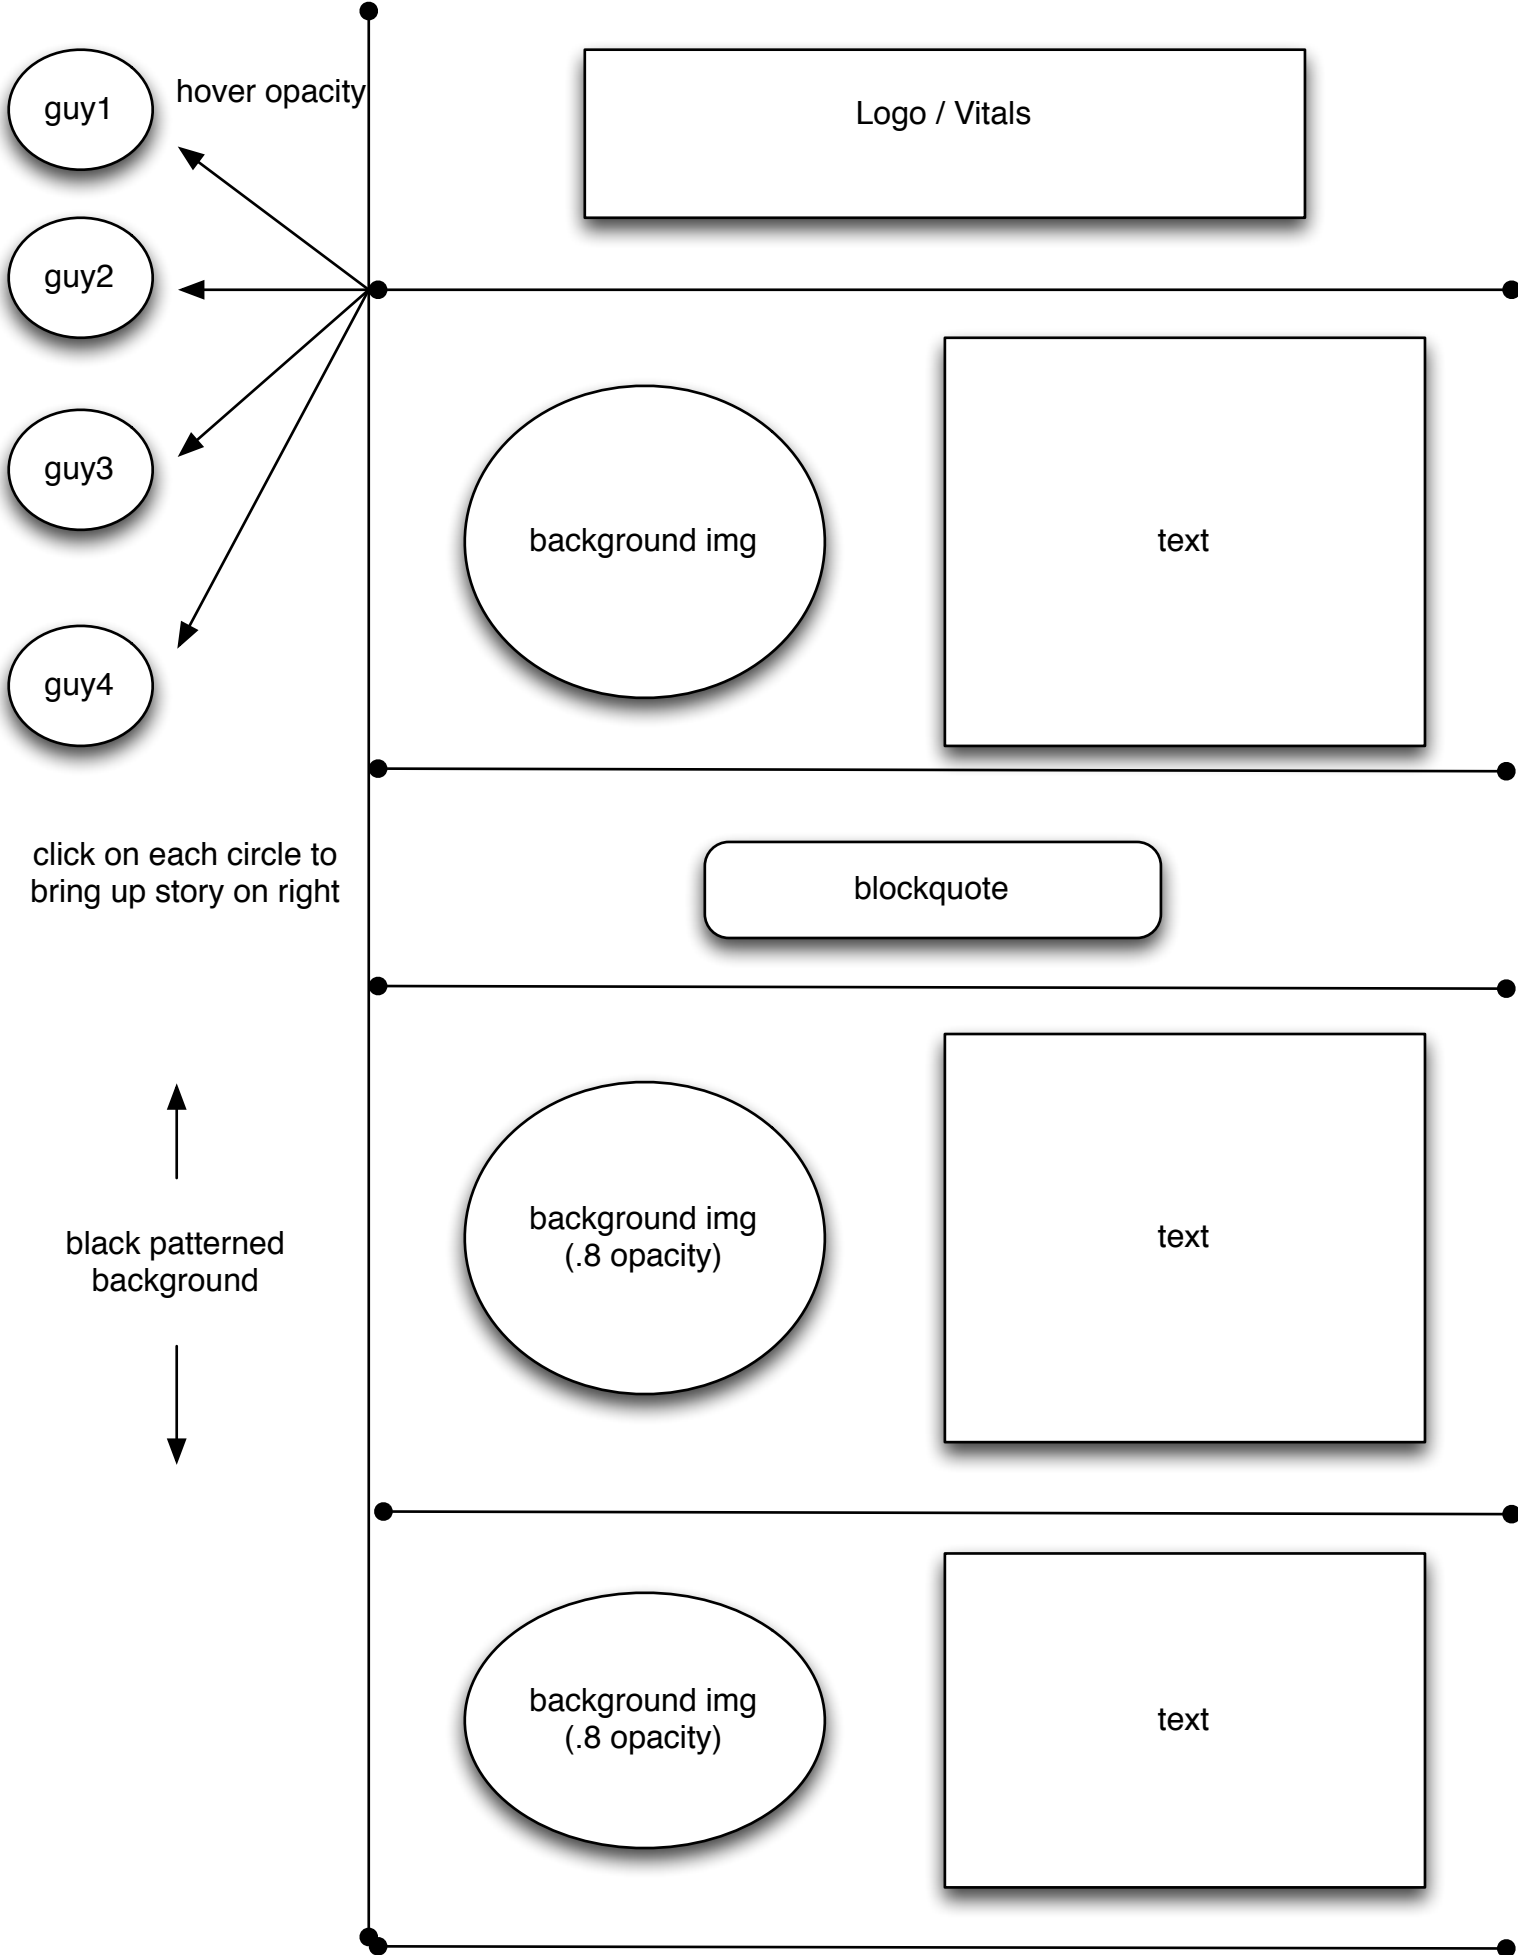 guy1
hover opacity
guy2
guy3
guy4
click on each circle to
bring up story on right
black patterned
background
Logo / Vitals
background img
text
blockquote
background img
(.8 opacity)
text
background img
(.8 opacity)
text